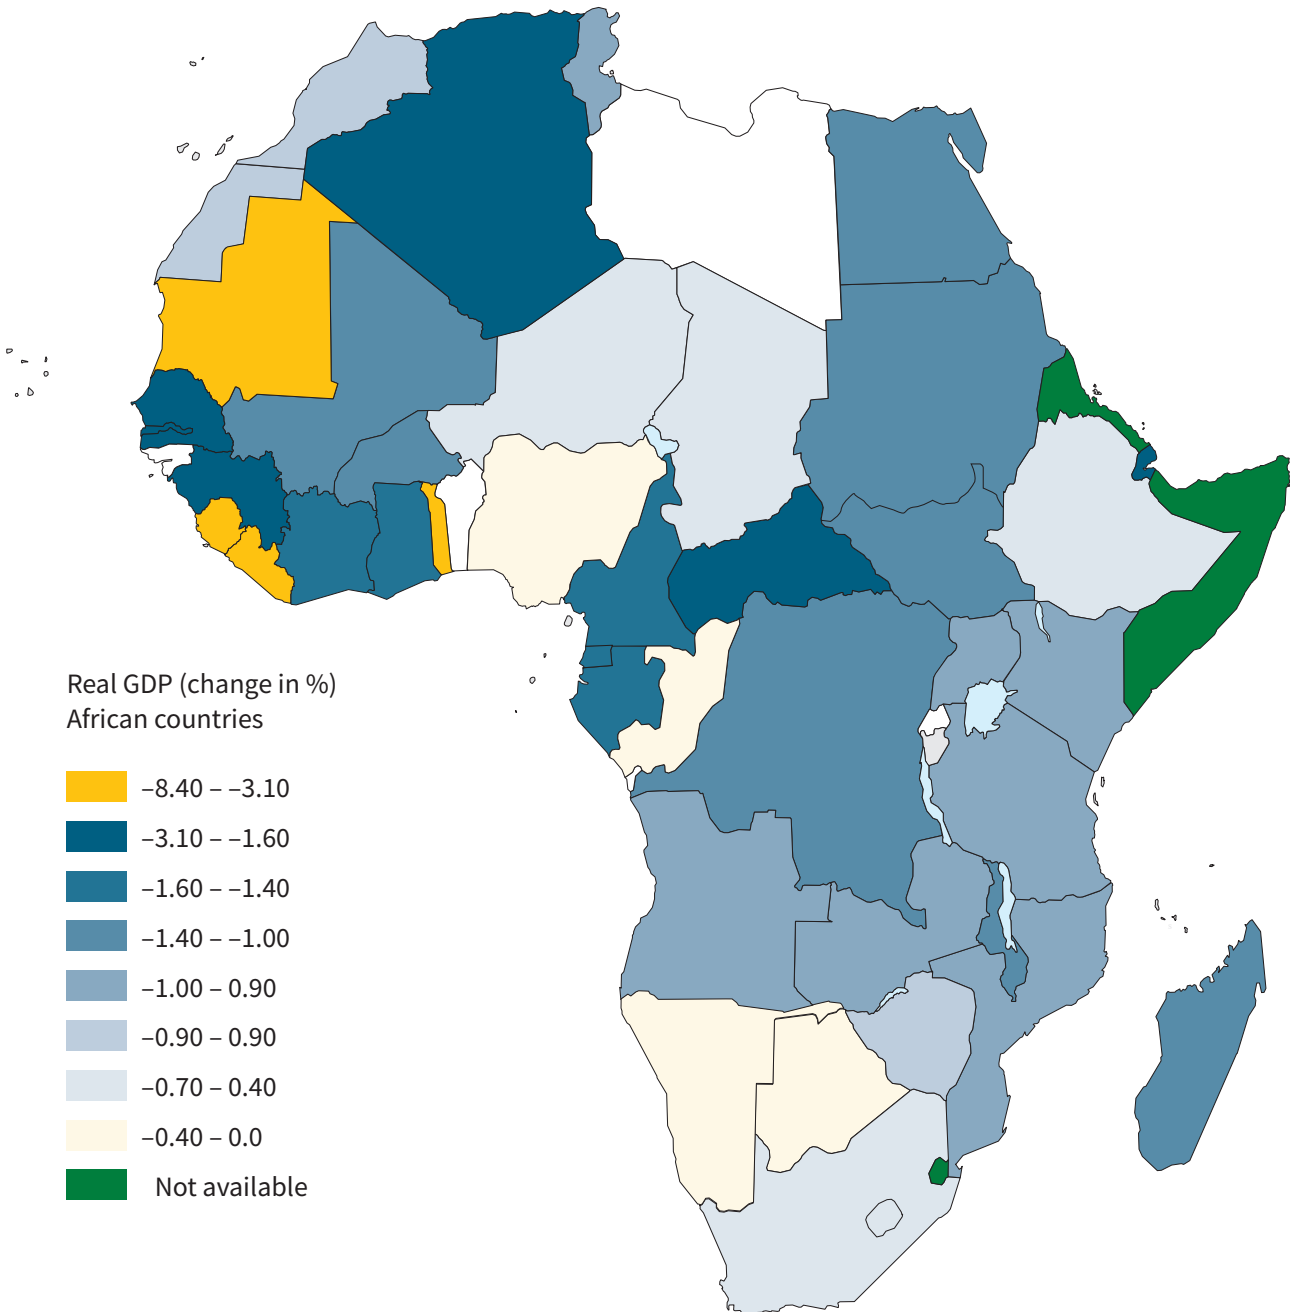 Real GDP (change in %)
African countries
–8.40 – –3.10
–3.10 – –1.60
–1.60 – –1.40
–1.40 – –1.00
–1.00 – 0.90
–0.90 – 0.90
–0.70 – 0.40
–0.40 – 0.0
Not available